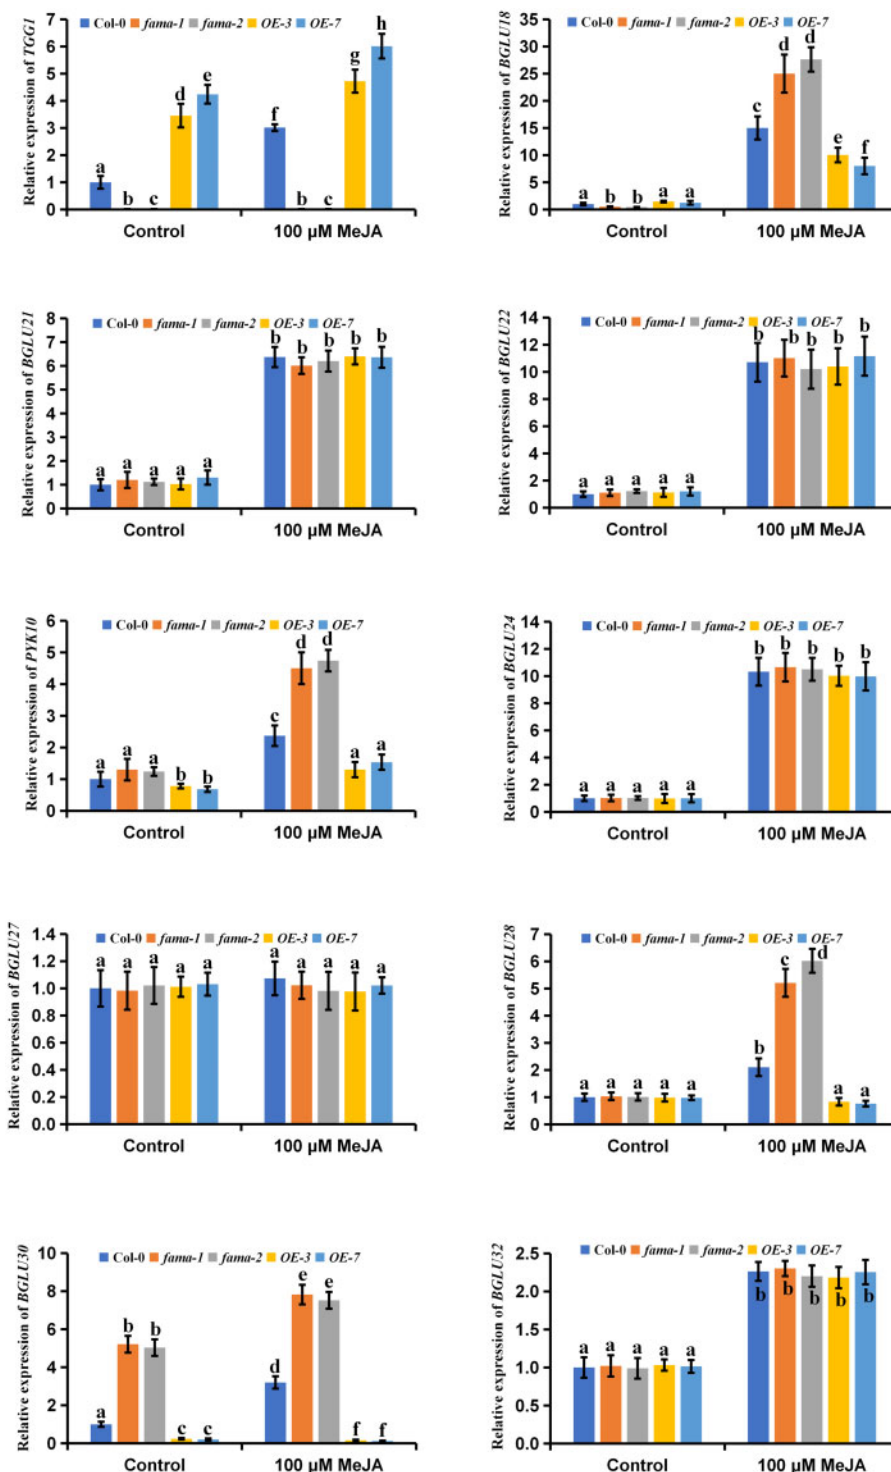 Relative expression of TGG1
Col-0 fama-1 fama-2 OE-3 OE-7
7
6
5
4
3
2
1
0
a b c d e f b c g h
Control 100 µM MeJA
Relative expression of BGLU18
Col-0 fama-1 fama-2 OE-3 OE-7
35
30
25
20
15
10
5
0
a b b a a c d d e f
Control 100 µM MeJA
Relative expression of BGLU21
Col-0 fama-1 fama-2 OE-3 OE-7
8
7
6
5
4
3
2
1
0
a a a a a b b b b b
Control 100 µM MeJA
Relative expression of BGLU22
Col-0 fama-1 fama-2 OE-3 OE-7
14
12
10
8
6
4
2
0
a a a a a b b b b b
Control 100 µM MeJA
Relative expression of PYK10
Col-0 fama-1 fama-2 OE-3 OE-7
6
5
4
3
2
1
0
a a a b b c d d a a
Control 100 µM MeJA
Relative expression of BGLU24
Col-0 fama-1 fama-2 OE-3 OE-7
14
12
10
8
6
4
2
0
a a a a a b b b b b
Control 100 µM MeJA
Relative expression of BGLU27
Col-0 fama-1 fama-2 OE-3 OE-7
1.4
1.2
1.0
0.8
0.6
0.4
0.2
0.0
a a a a a a a a a a
Control 100 µM MeJA
Relative expression of BGLU28
Col-0 fama-1 fama-2 OE-3 OE-7
7
6
5
4
3
2
1
0
a a a a a b c d a a
Control 100 µM MeJA
Relative expression of BGLU30
Col-0 fama-1 fama-2 OE-3 OE-7
10
8
6
4
2
0
a b b c c d e e f f
Control 100 µM MeJA
Relative expression of BGLU32
Col-0 fama-1 fama-2 OE-3 OE-7
2.5
2.0
1.5
1.0
0.5
0.0
a a a a a b b b b b
Control 100 µM MeJA